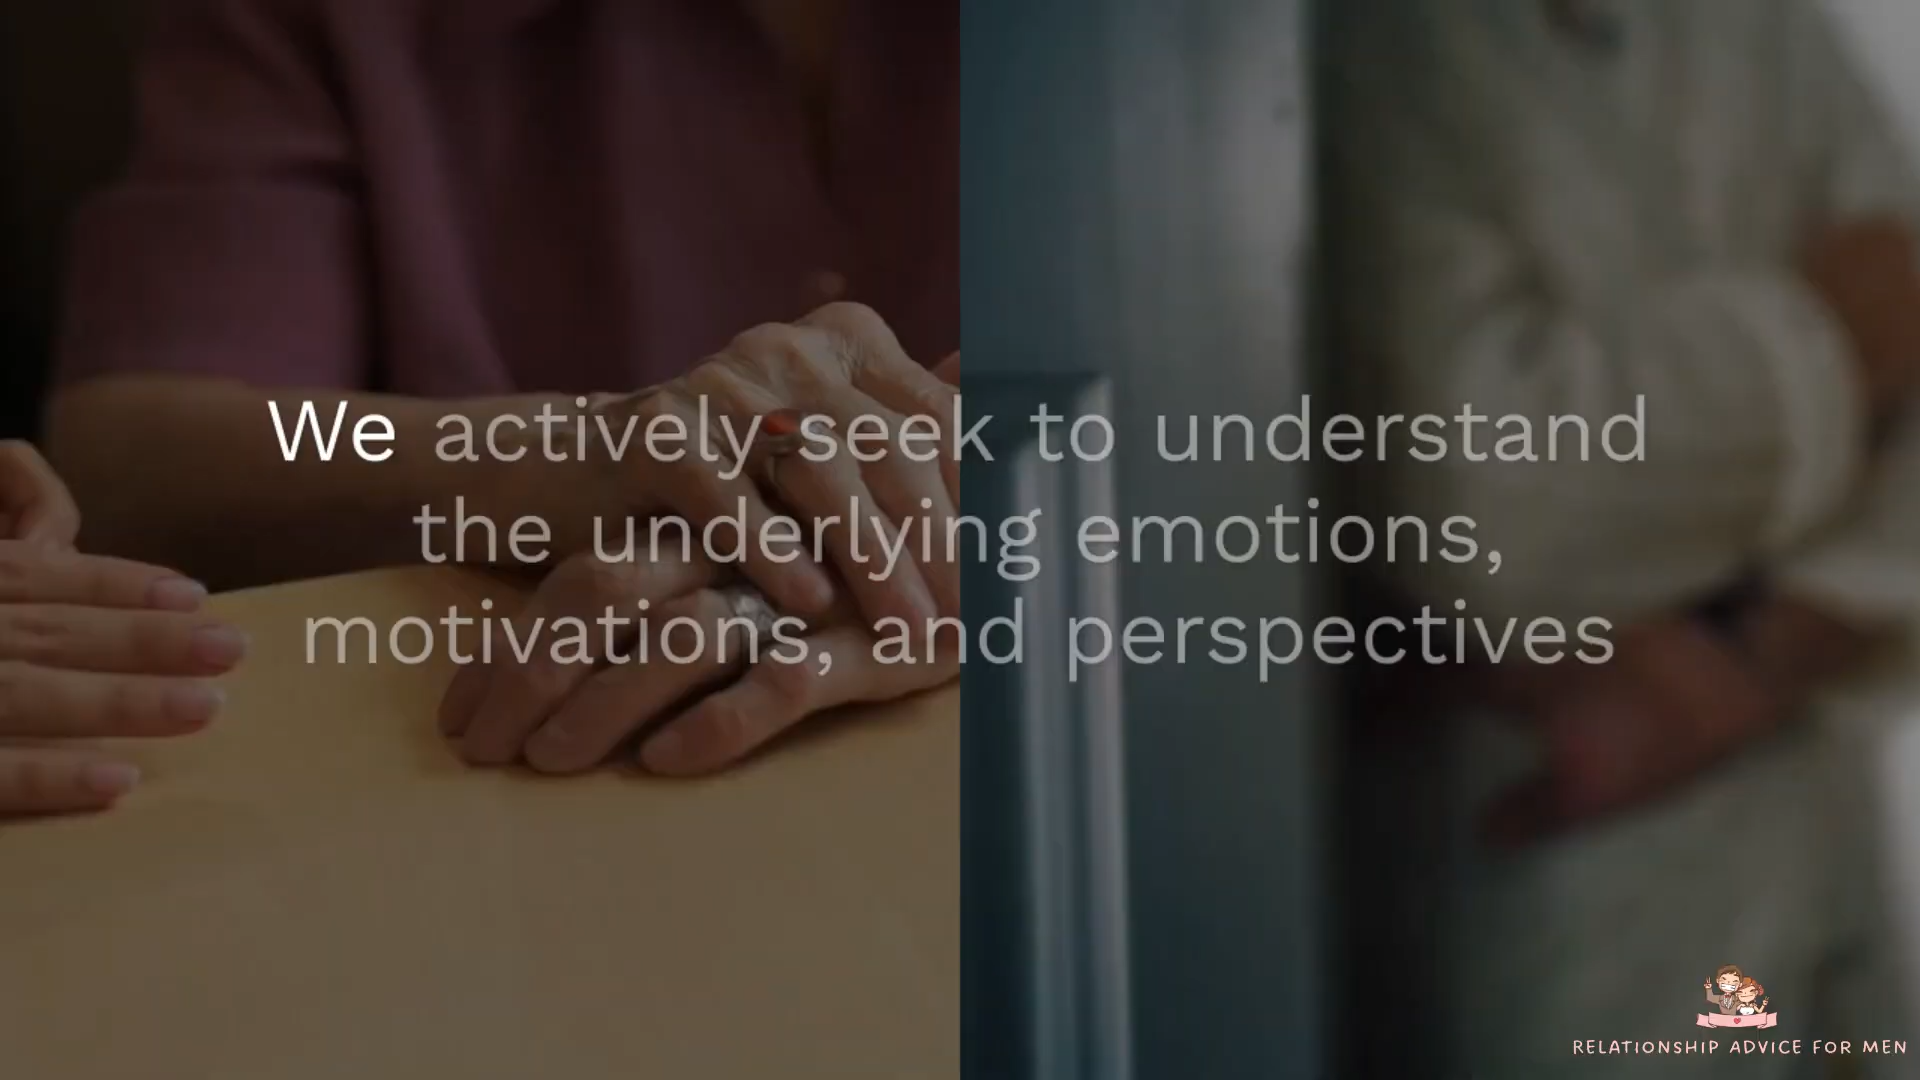 We actively seek to understand
the underlying emotions,
motivations, and perspectives
RELATIONSHIP ADVICE FOR MEN